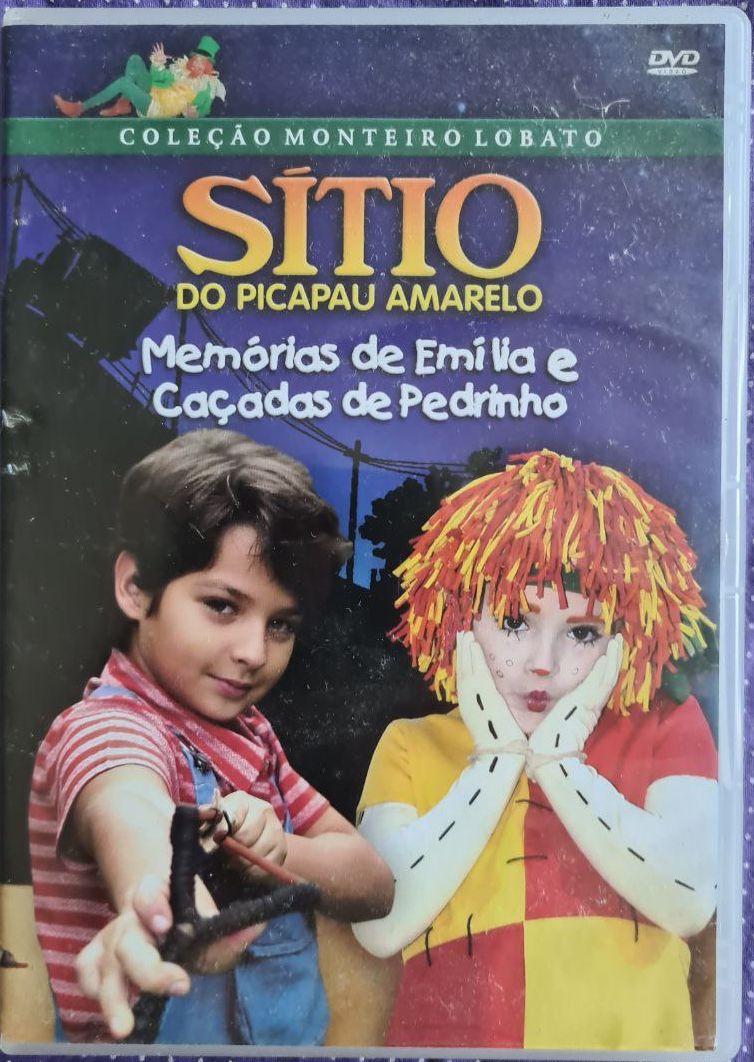 DVD
VIDEO
COLEÇÃO MONTEIRO LOBATO
SÍTIO
DO PICAPAU AMARELO
Memórias de Emília e
Caçadas de Pedrinho